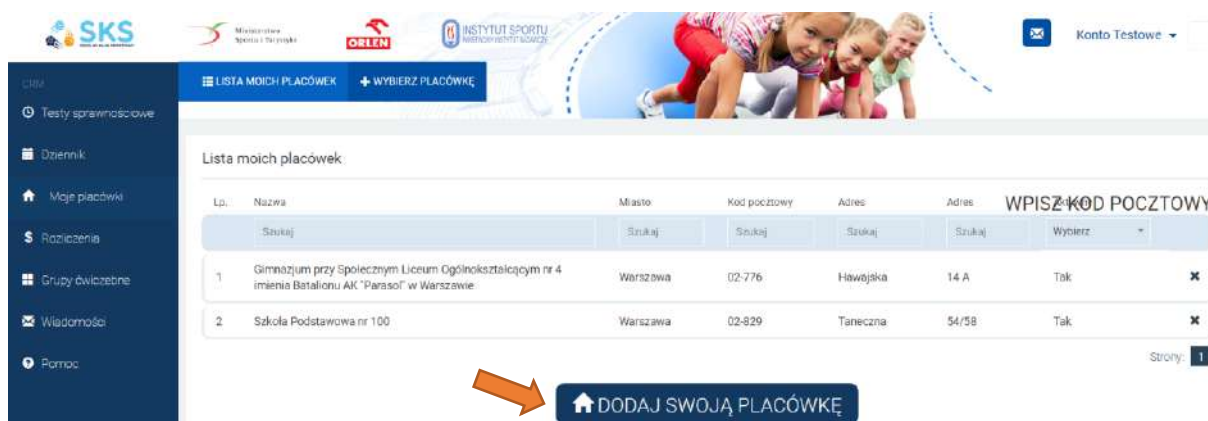 SKS
Ministerstwo
Sportu i Turystyki
ORLEN
INSTYTUT SPORTU
Konto Testowe
CRM
LISTA MOICH PLACÓWEK
WYBIERZ PLACÓWKĘ
Testy sprawnościowe
Dziennik
Moje placówki
Rozliczenia
Grupy ćwiczebne
Wiadomości
Pomoc
Lista moich placówek
Lp. Nazwa Miasto Kod pocztowy Adres Adres
WPISZ KOD POCZTOWY
Szukaj Szukaj Szukaj Szukaj Szukaj Wybierz
1 Gimnazjum przy Społecznym Liceum Ogólnokształcącym nr 4 imienia Batalionu AK "Parasol" w Warszawie Warszawa 02-776 Hawajska 14 A Tak
2 Szkoła Podstawowa nr 100 Warszawa 02-829 Taneczna 54/58 Tak
Strony: 1
DODAJ SWOJĄ PLACÓWKĘ